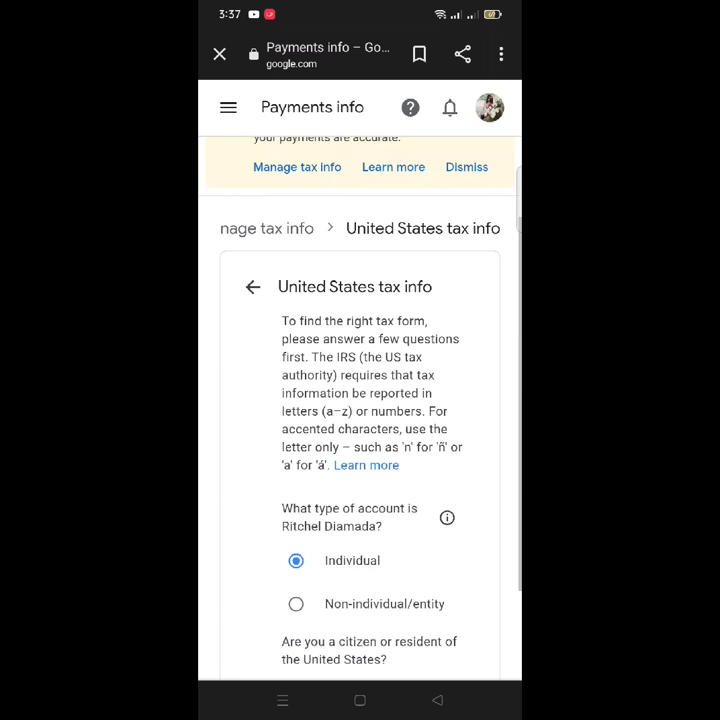 3:37
Payments info – Go...
google.com
Payments info
your payments are accurate.
Manage tax info Learn more Dismiss
nage tax info > United States tax info
United States tax info
To find the right tax form,
please answer a few questions
first. The IRS (the US tax
authority) requires that tax
information be reported in
letters (a–z) or numbers. For
accented characters, use the
letter only – such as 'n' for 'ñ' or
'a' for 'á'. Learn more
What type of account is
Ritchel Diamada?
Individual
Non-individual/entity
Are you a citizen or resident of
the United States?